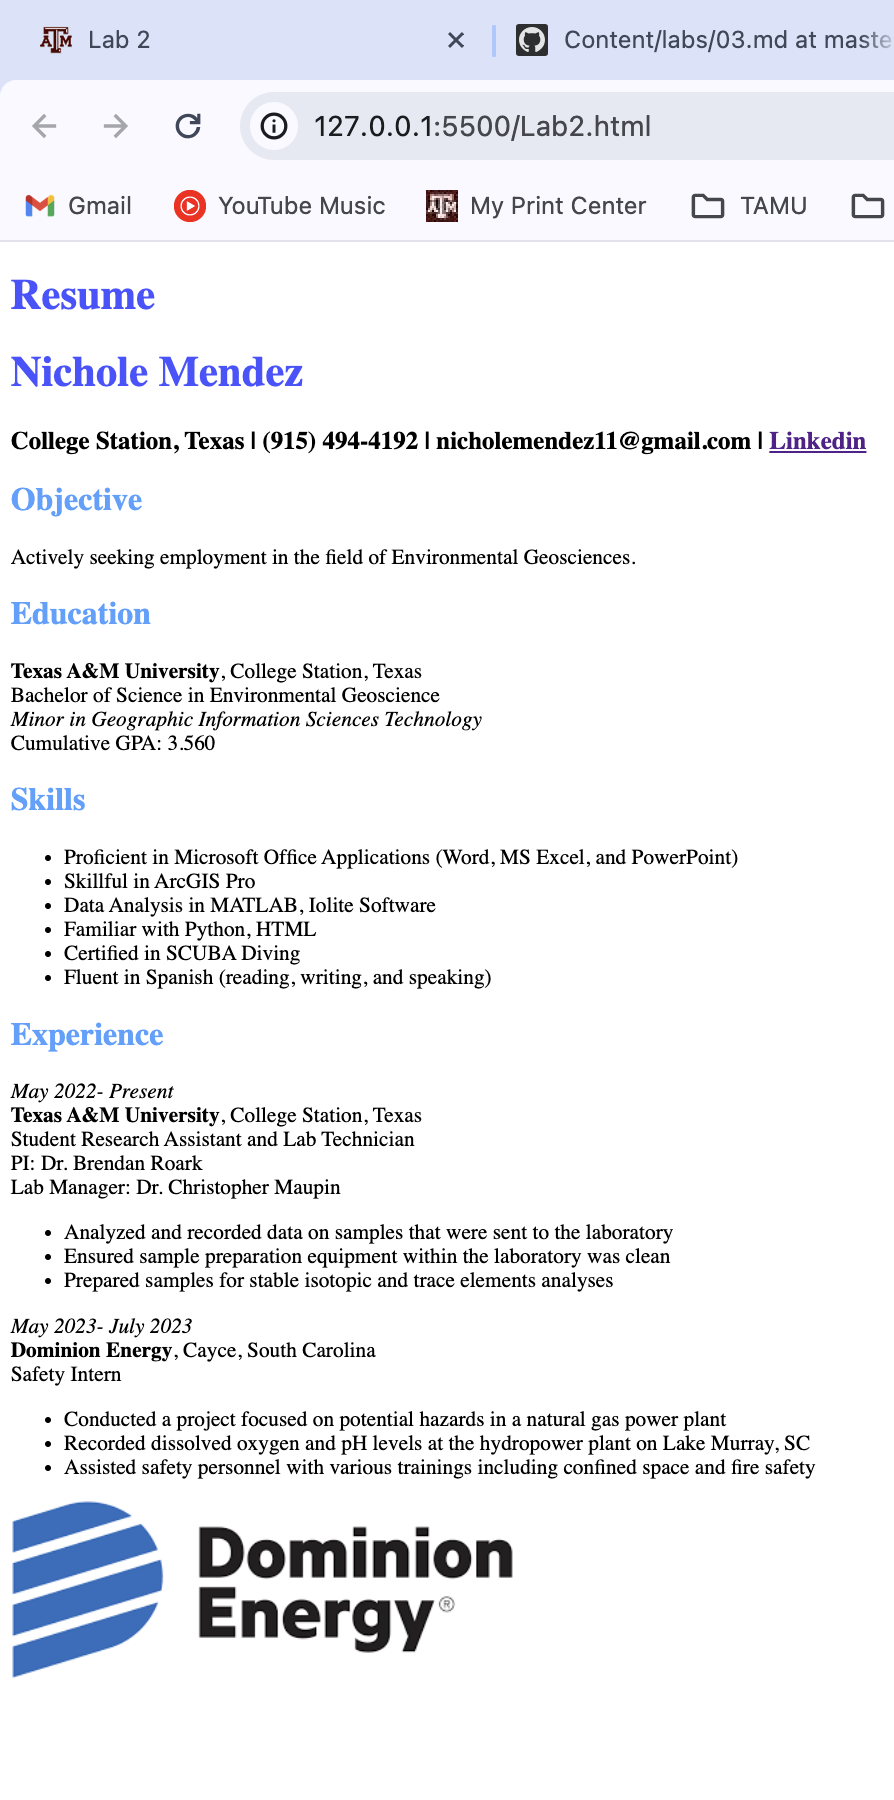 Lab 2
Content/labs/03.md at maste
127.0.0.1:5500/Lab2.html
Gmail
YouTube Music
My Print Center
TAMU
Resume
Nichole Mendez
College Station, Texas | (915) 494-4192 | nicholemendez11@gmail.com | Linkedin
Objective
Actively seeking employment in the field of Environmental Geosciences.
Education
Texas A&M University, College Station, Texas
Bachelor of Science in Environmental Geoscience
Minor in Geographic Information Sciences Technology
Cumulative GPA: 3.560
Skills
• Proficient in Microsoft Office Applications (Word, MS Excel, and PowerPoint)
• Skillful in ArcGIS Pro
• Data Analysis in MATLAB, Iolite Software
• Familiar with Python, HTML
• Certified in SCUBA Diving
• Fluent in Spanish (reading, writing, and speaking)
Experience
May 2022- Present
Texas A&M University, College Station, Texas
Student Research Assistant and Lab Technician
PI: Dr. Brendan Roark
Lab Manager: Dr. Christopher Maupin
• Analyzed and recorded data on samples that were sent to the laboratory
• Ensured sample preparation equipment within the laboratory was clean
• Prepared samples for stable isotopic and trace elements analyses
May 2023- July 2023
Dominion Energy, Cayce, South Carolina
Safety Intern
• Conducted a project focused on potential hazards in a natural gas power plant
• Recorded dissolved oxygen and pH levels at the hydropower plant on Lake Murray, SC
• Assisted safety personnel with various trainings including confined space and fire safety
Dominion
Energy®